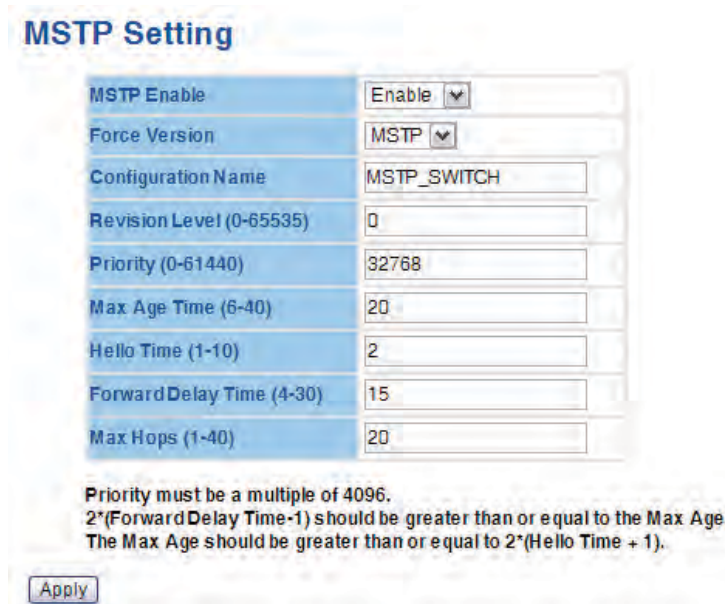 MSTP Setting
MSTP Enable Enable
Force Version MSTP
Configuration Name MSTP_SWITCH
Revision Level (0-65535) 0
Priority (0-61440) 32768
Max Age Time (6-40) 20
Hello Time (1-10) 2
Forward Delay Time (4-30) 15
Max Hops (1-40) 20
Priority must be a multiple of 4096.
2*(Forward Delay Time-1) should be greater than or equal to the Max Age
The Max Age should be greater than or equal to 2*(Hello Time + 1).
Apply